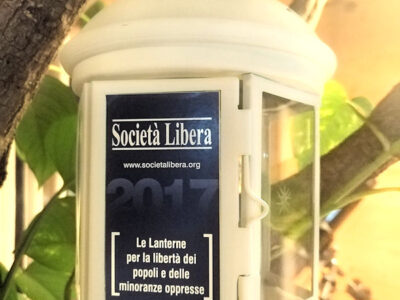 Società Libera
www.societalibera.org
2017
Le Lanterne
per la libertà dei
popoli e delle
minoranze oppresse